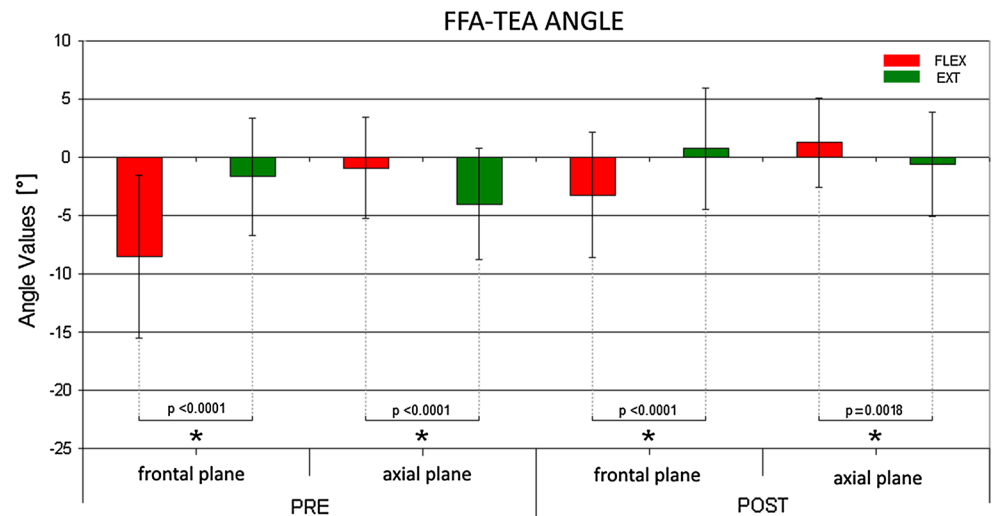 FFA-TEA ANGLE
10
5
0
-5
-10
-15
-20
-25
Angle Values [°]
FLEX
EXT
p <0.0001
p <0.0001
p <0.0001
p=0.0018
* * * *
frontal plane
axial plane
frontal plane
axial plane
PRE
POST